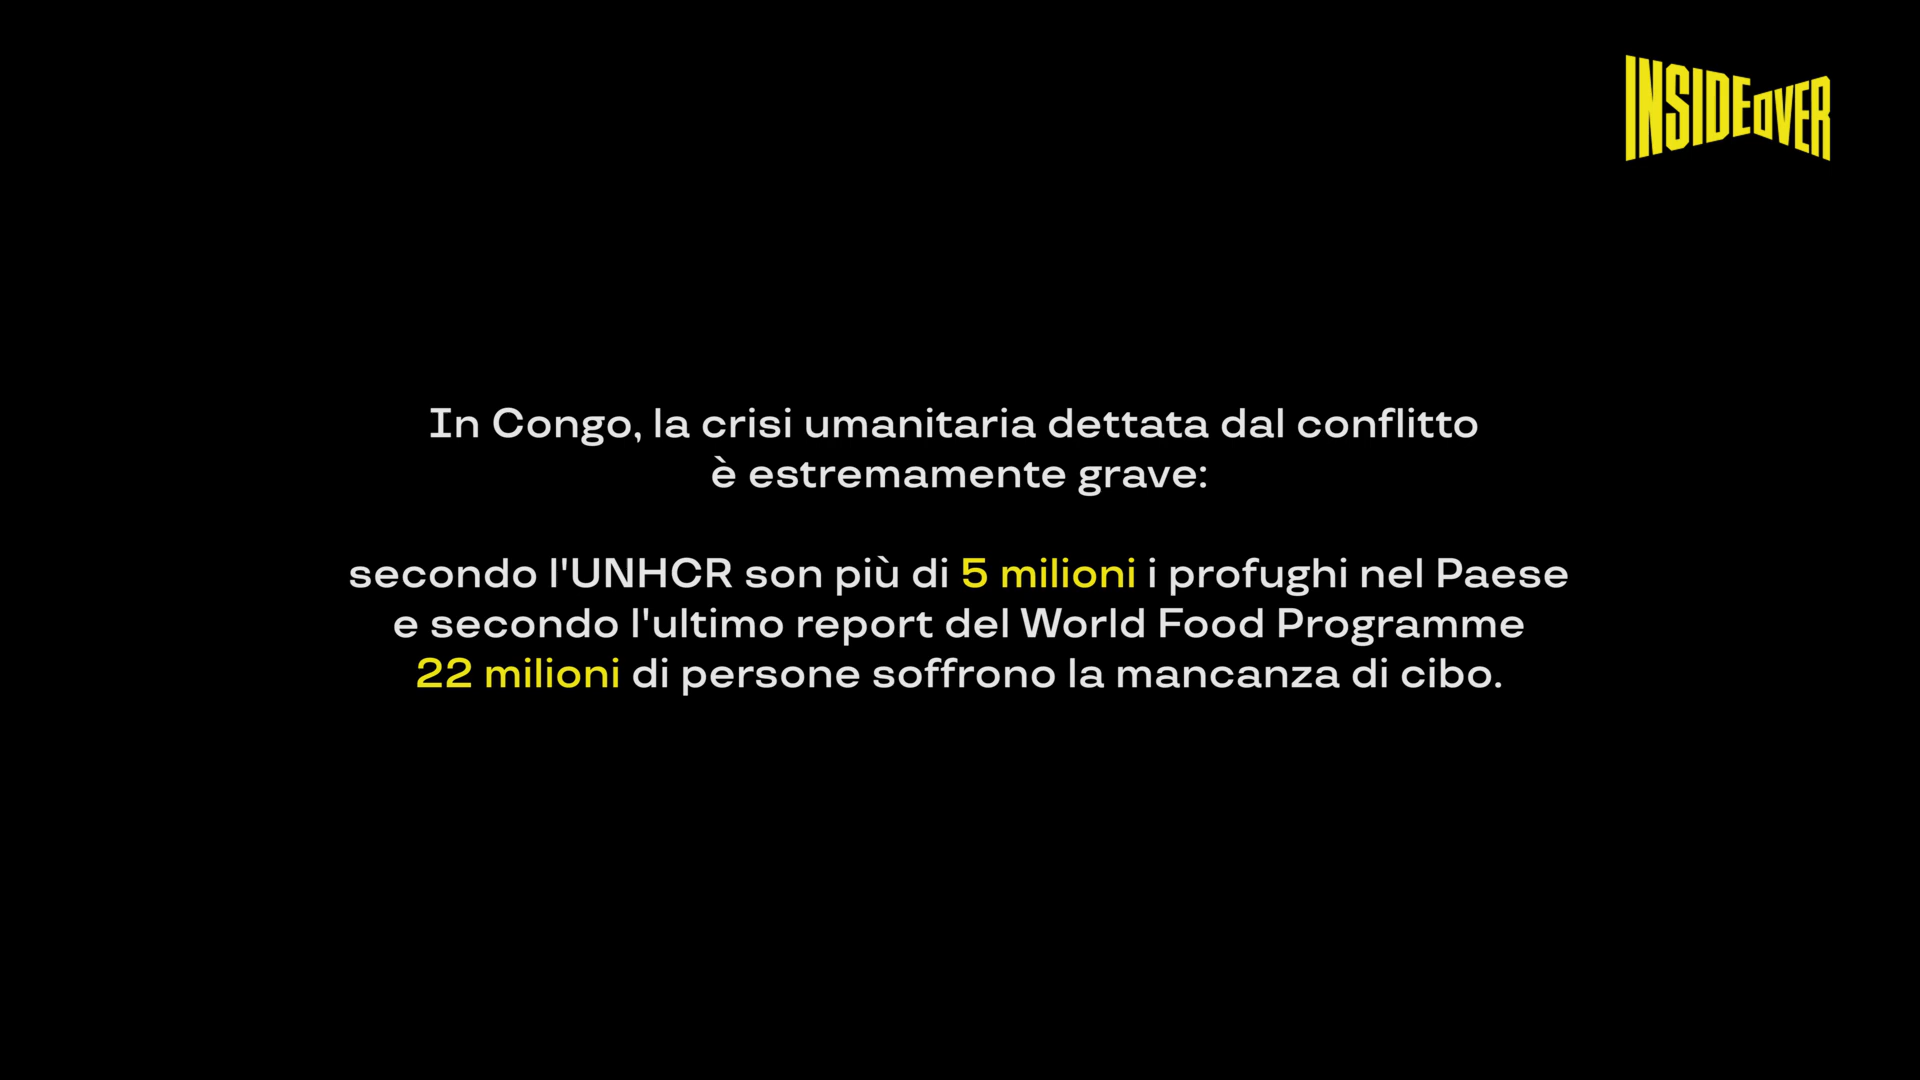 INSIDEOVER
In Congo, la crisi umanitaria dettata dal conflitto
è estremamente grave:
secondo l'UNHCR son più di 5 milioni i profughi nel Paese
e secondo l'ultimo report del World Food Programme
22 milioni di persone soffrono la mancanza di cibo.